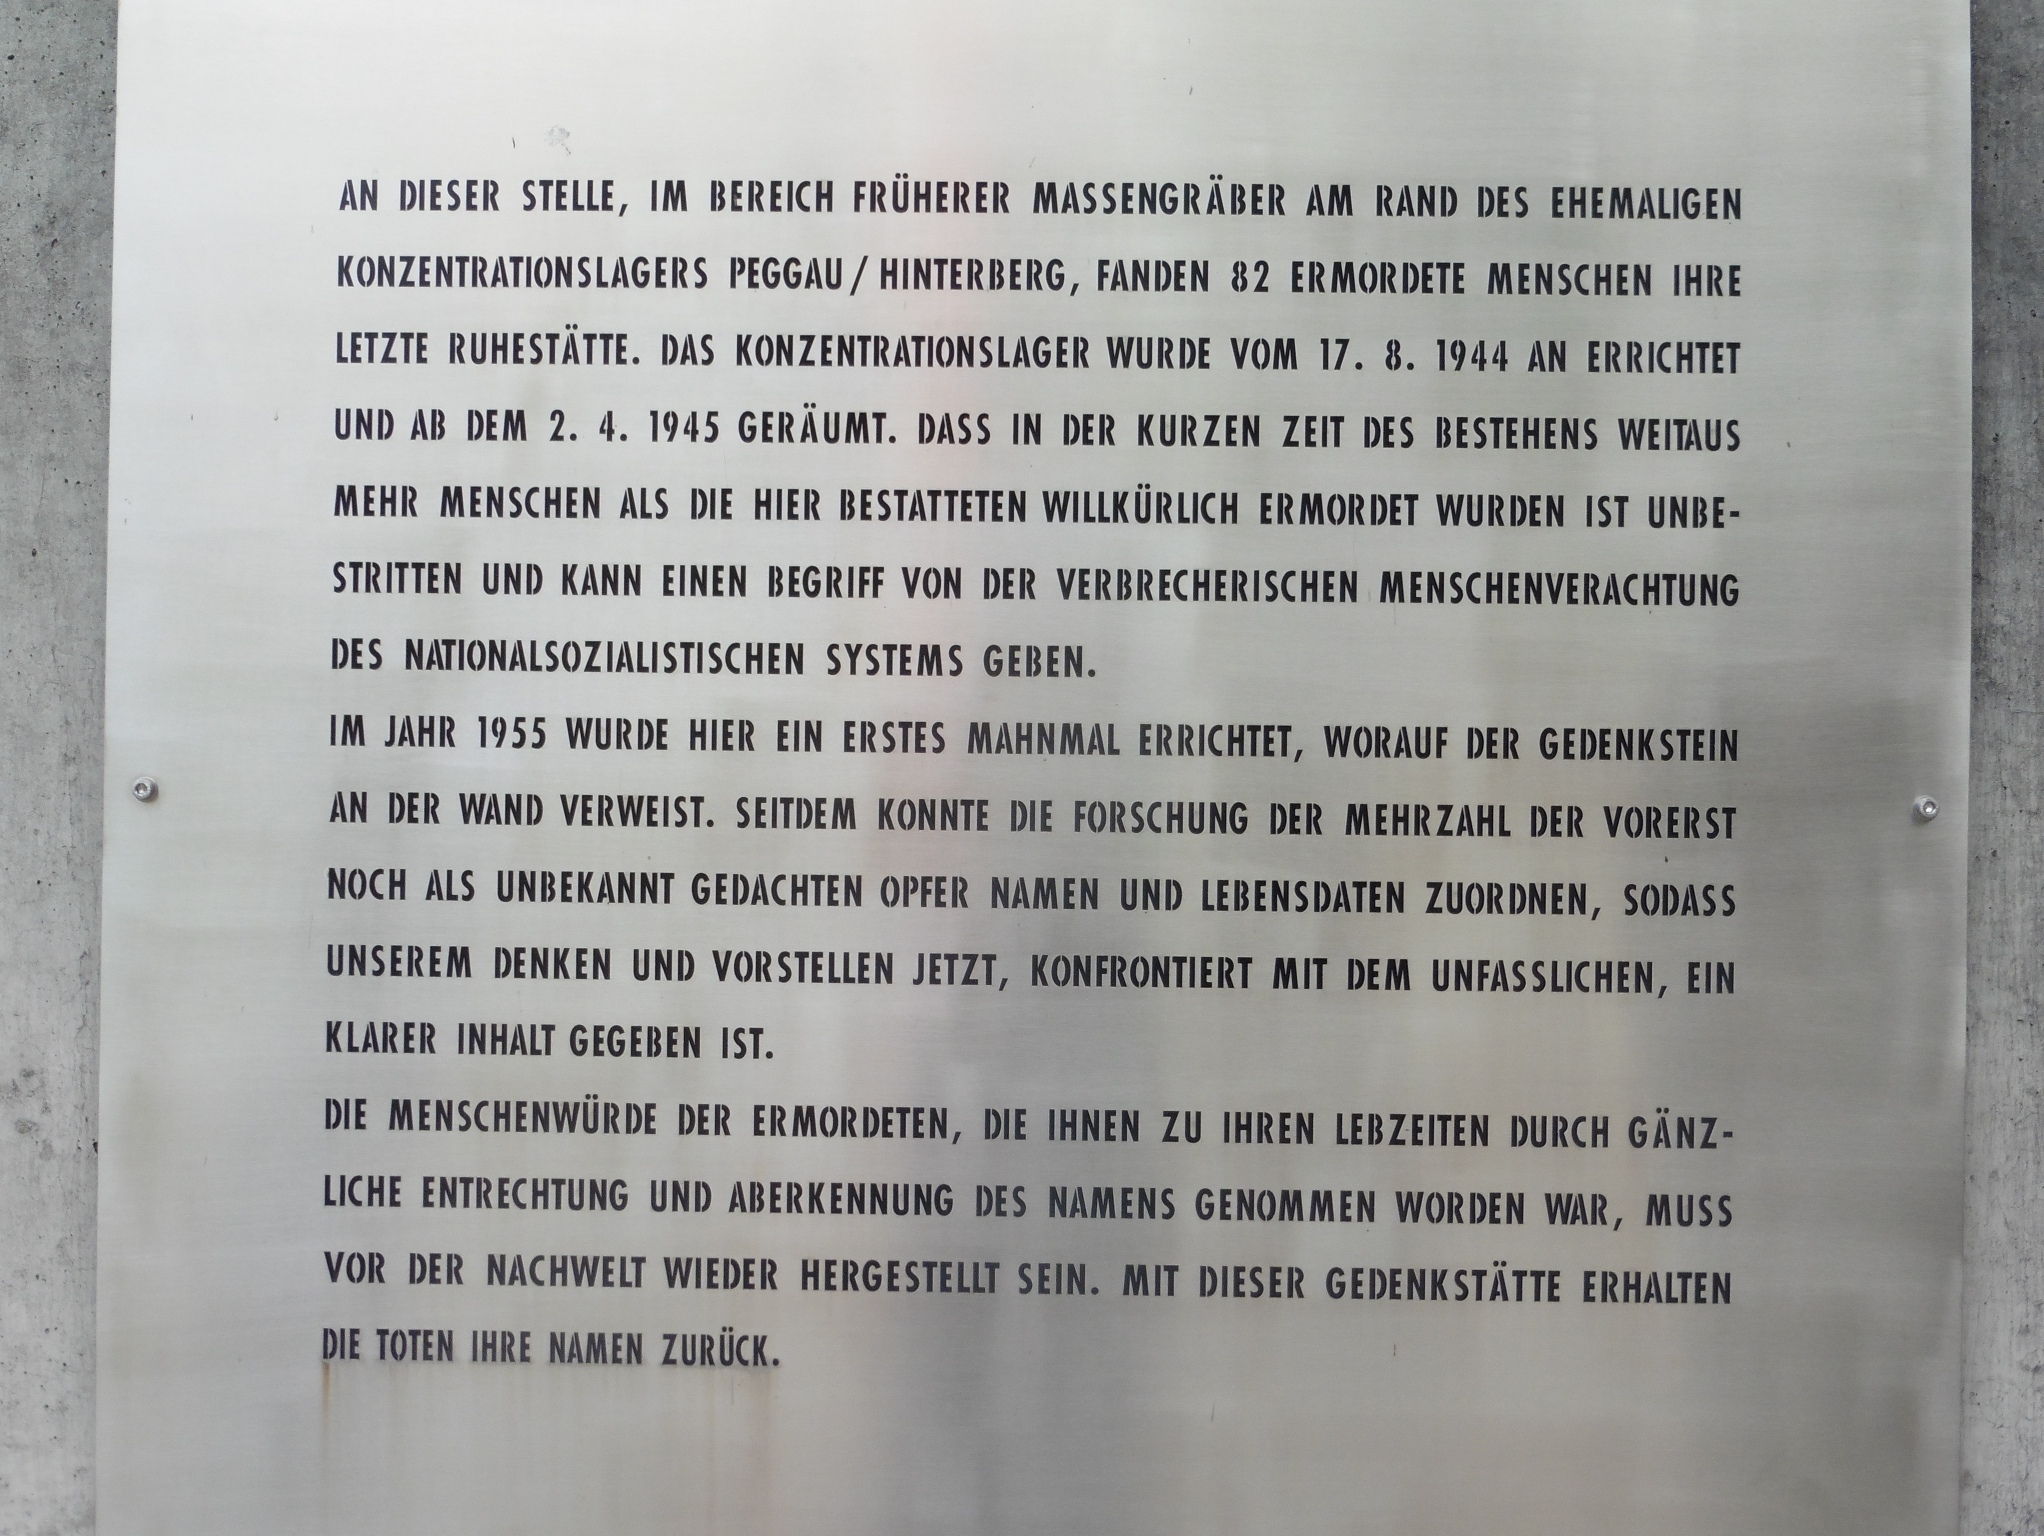 AN DIESER STELLE, IM BEREICH FRÜHERER MASSENGRÄBER AM RAND DES EHEMALIGEN
KONZENTRATIONSLAGERS PEGGAU/HINTERBERG, FANDEN 82 ERMORDETE MENSCHEN IHRE
LETZTE RUHESTÄTTE. DAS KONZENTRATIONSLAGER WURDE VOM 17. 8. 1944 AN ERRICHTET
UND AB DEM 2. 4. 1945 GERÄUMT. DASS IN DER KURZEN ZEIT DES BESTEHENS WEITAUS
MEHR MENSCHEN ALS DIE HIER BESTATTETEN WILLKÜRLICH ERMORDET WURDEN IST UNBE-
STRITTEN UND KANN EINEN BEGRIFF VON DER VERBRECHERISCHEN MENSCHENVERACHTUNG
DES NATIONALSOZIALISTISCHEN SYSTEMS GEBEN.
IM JAHR 1955 WURDE HIER EIN ERSTES MAHNMAL ERRICHTET, WORAUF DER GEDENKSTEIN
AN DER WAND VERWEIST. SEITDEM KONNTE DIE FORSCHUNG DER MEHRZAHL DER VORERST
NOCH ALS UNBEKANNT GEDACHTEN OPFER NAMEN UND LEBENSDATEN ZUORDNEN, SODASS
UNSEREM DENKEN UND VORSTELLEN JETZT, KONFRONTIERT MIT DEM UNFASSLICHEN, EIN
KLARER INHALT GEGEBEN IST.
DIE MENSCHENWÜRDE DER ERMORDETEN, DIE IHNEN ZU IHREN LEBZEITEN DURCH GÄNZ-
LICHE ENTRECHTUNG UND ABERKENNUNG DES NAMENS GENOMMEN WORDEN WAR, MUSS
VOR DER NACHWELT WIEDER HERGESTELLT SEIN. MIT DIESER GEDENKSTÄTTE ERHALTEN
DIE TOTEN IHRE NAMEN ZURÜCK.